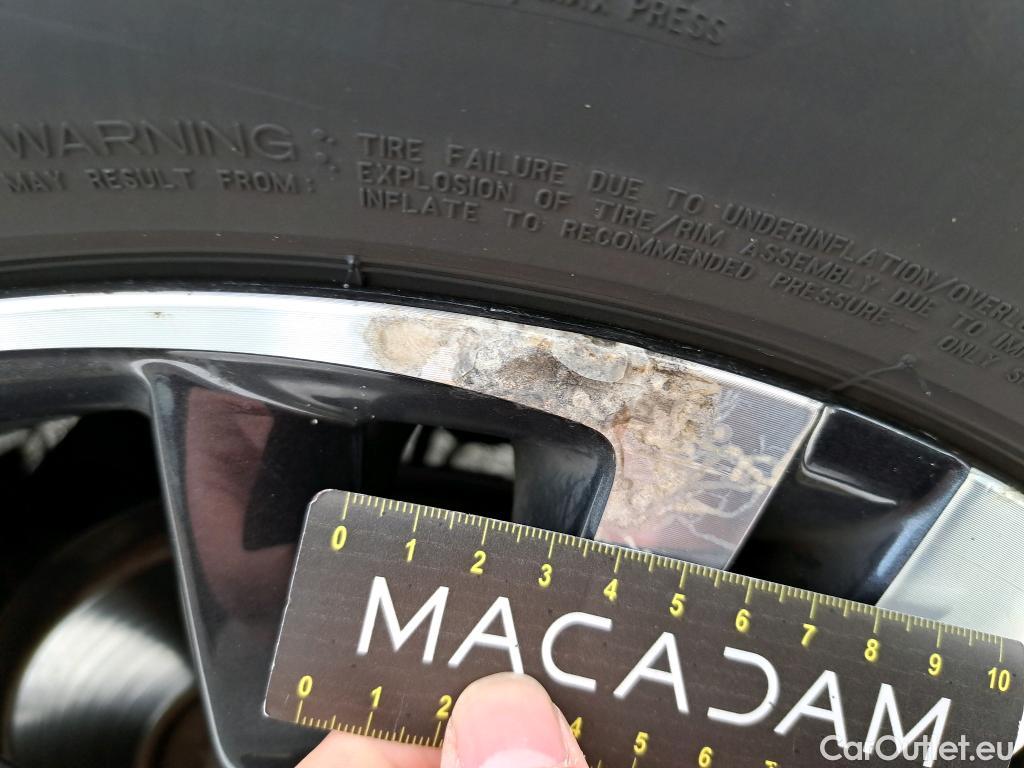 MAX PRESS
WARNING
MAY RESULT FROM:
TIRE FAILURE DUE TO UNDERINFLATION/OVERL
EXPLOSION OF TIRE/RIM ASSEMBLY DUE TO IM
INFLATE TO RECOMMENDED PRESSURE— ONLY S
0 1 2 3 4 5 6 7 8 9 10
MACADAM
0 1 2 4 5 6 7
CarOutlet.eu